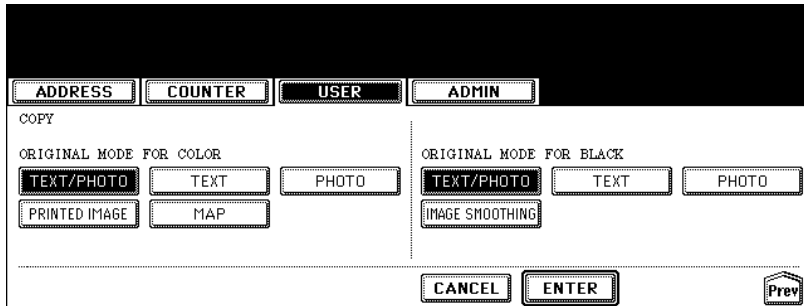 ADDRESS COUNTER USER ADMIN
COPY
ORIGINAL MODE FOR COLOR
TEXT/PHOTO TEXT PHOTO
PRINTED IMAGE MAP
ORIGINAL MODE FOR BLACK
TEXT/PHOTO TEXT PHOTO
IMAGE SMOOTHING
CANCEL ENTER Prev